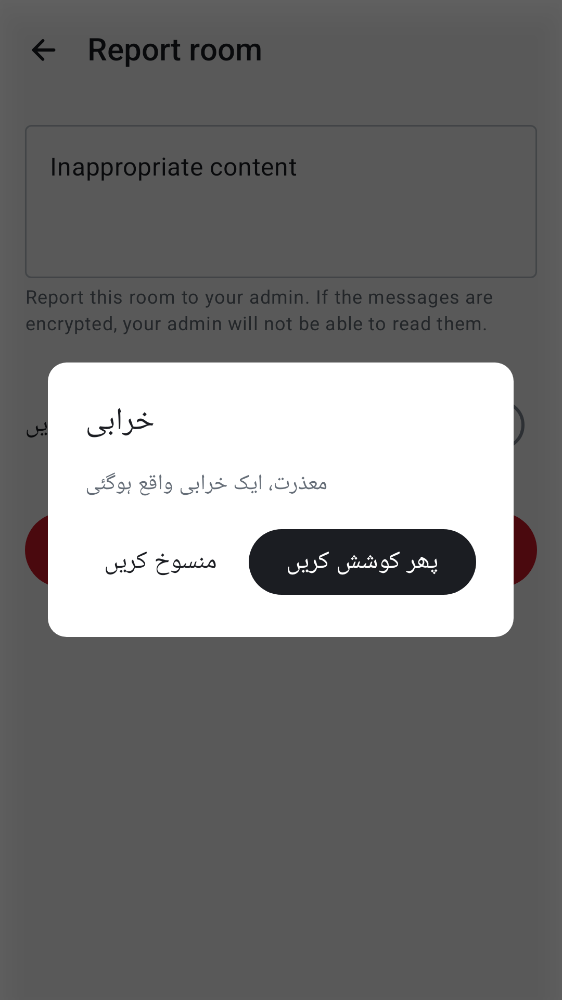 Report room
Inappropriate content
Report this room to your admin. If the messages are
encrypted, your admin will not be able to read them.
خرابی
معذرت، ایک خرابی واقع ہوگئی
منسوخ کریں
پھر کوشش کریں